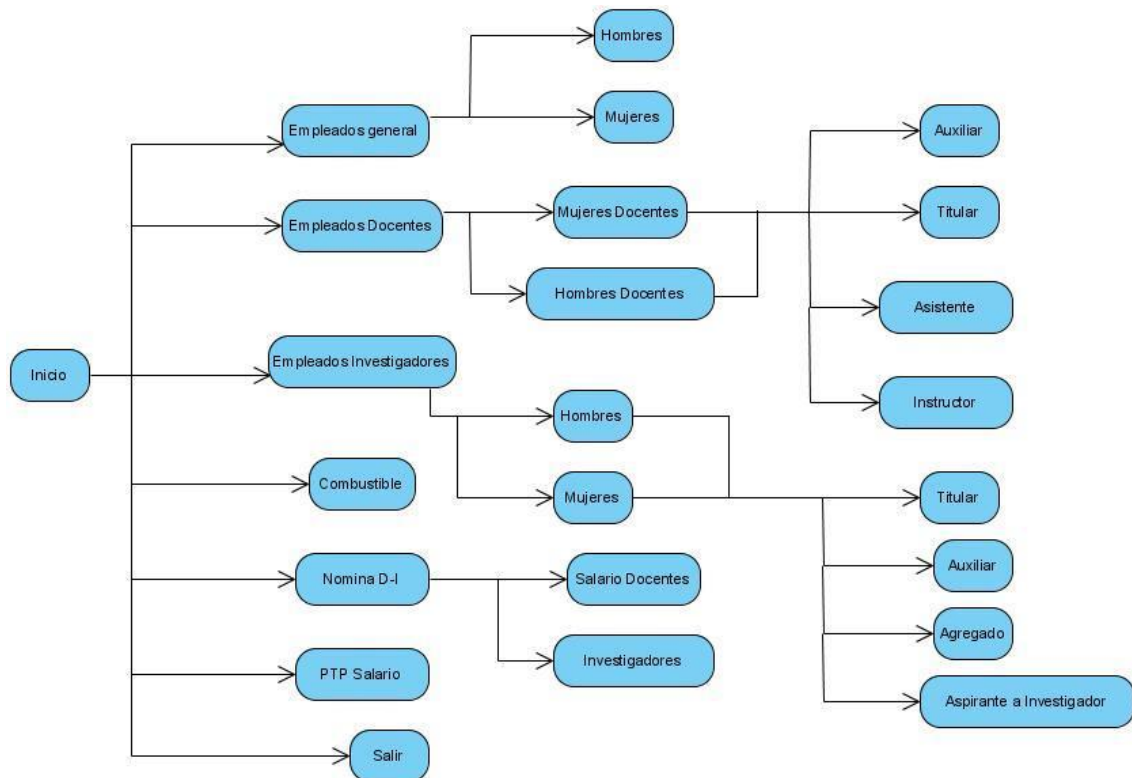 Hombres
Empleados general
Mujeres
Auxiliar
Empleados Docentes
Mujeres Docentes
Titular
Hombres Docentes
Asistente
Inicio
Empleados Investigadores
Hombres
Instructor
Combustible
Mujeres
Titular
Nomina D-I
Salario Docentes
Auxiliar
Agregado
PTP Salario
Investigadores
Aspirante a Investigador
Salir